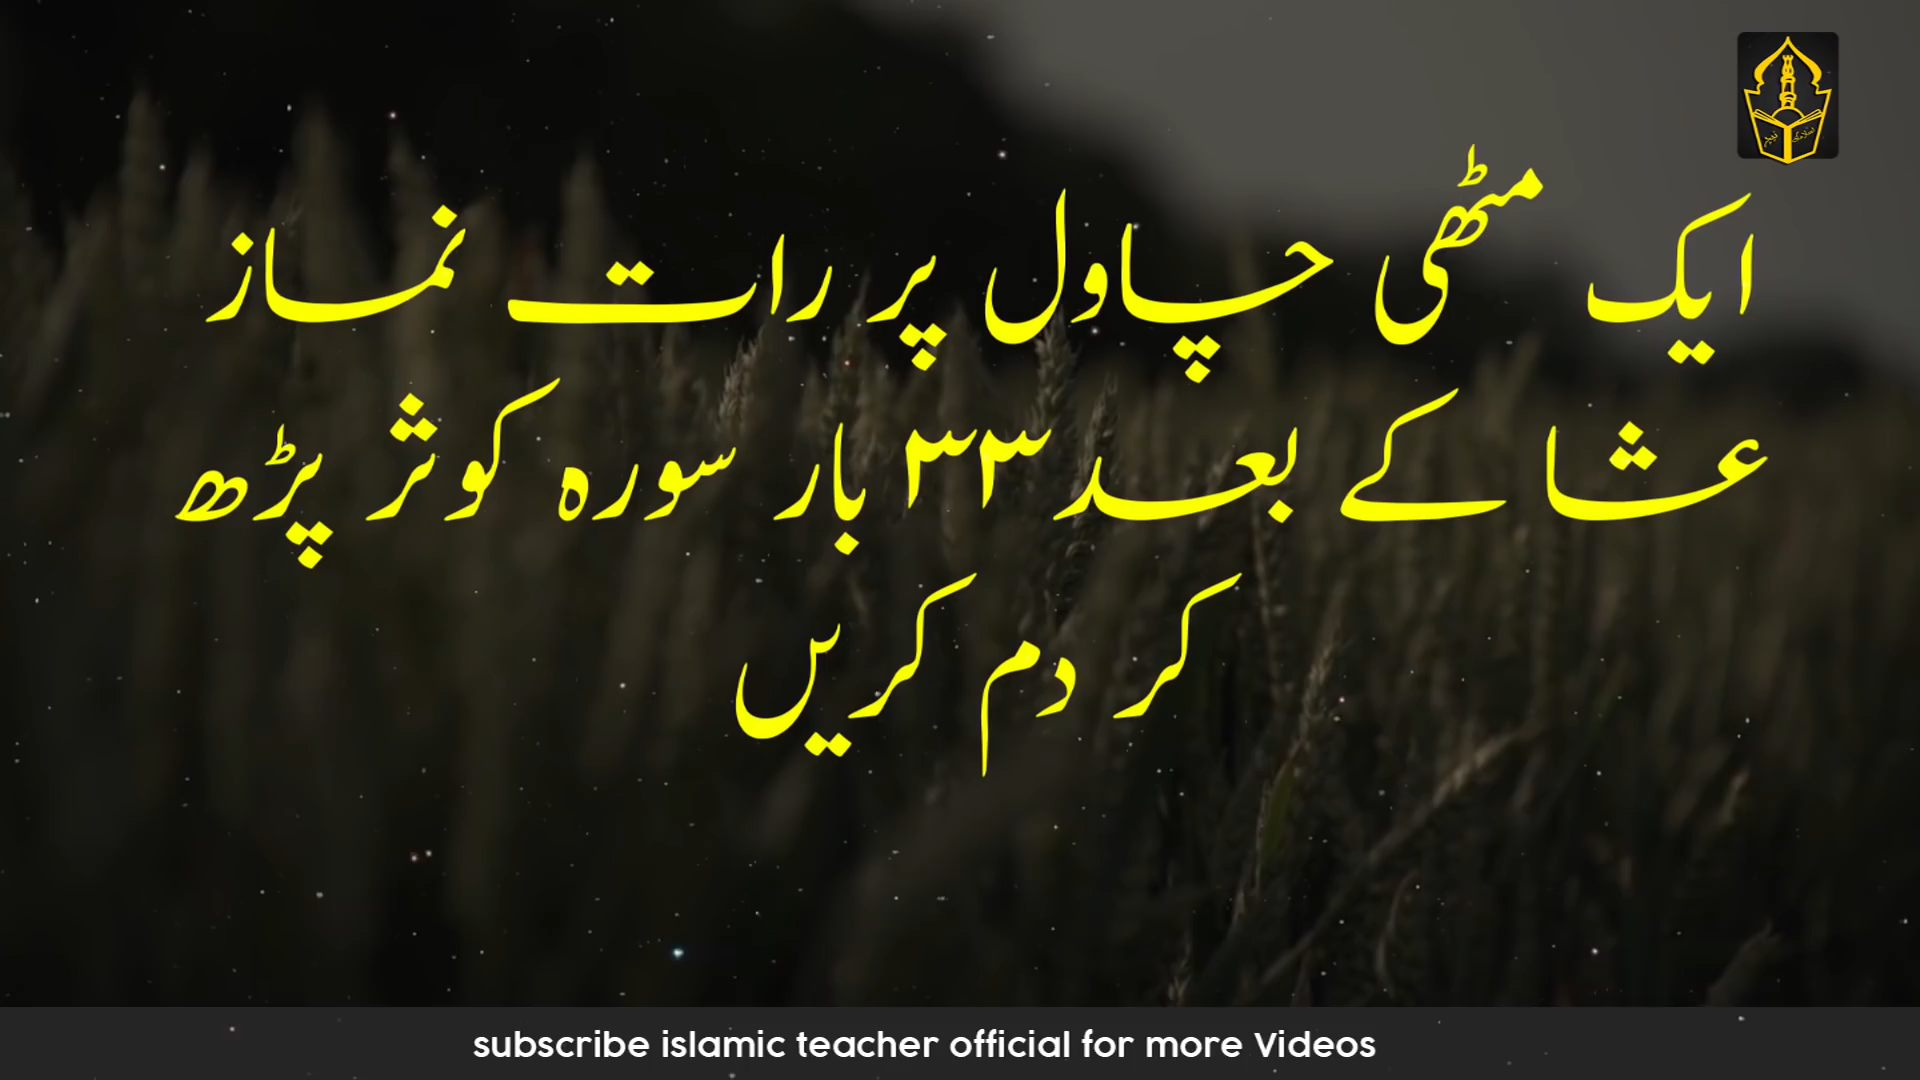 ایک مٹھی چاول پر رات نماز
عشا کے بعد ۳۳ بار سورہ کوثر پڑھ
کر دم کریں
subscribe islamic teacher official for more Videos